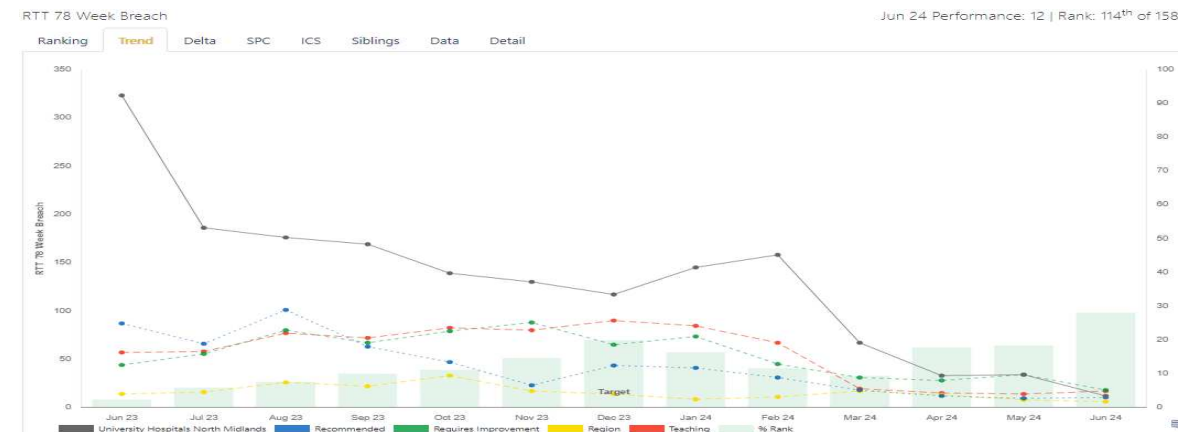 RTT 78 Week Breach
Jun 24 Performance: 12 | Rank: 114th of 158
Ranking Trend Delta SPC ICS Siblings Data Detail
350
300
250
200
150
100
50
0
RTT 78 Week Breach
100
90
80
70
60
50
40
30
20
10
0
Target
Jun 23 Jul 23 Aug 23 Sep 23 Oct 23 Nov 23 Dec 23 Jan 24 Feb 24 Mar 24 Apr 24 May 24 Jun 24
University Hospitals North Midlands Recommended Requires Improvement Region Teaching % Rank